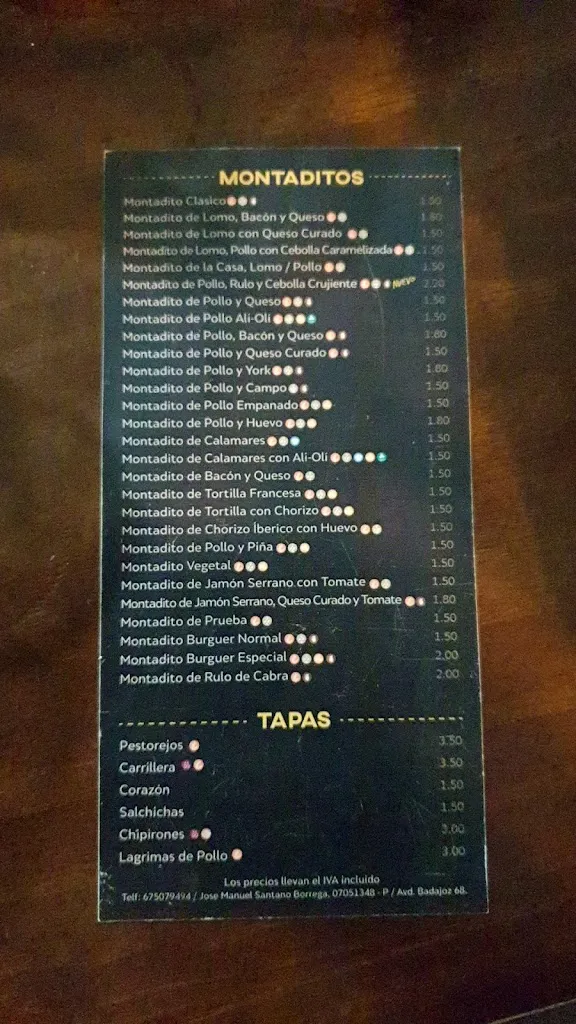 MONTADITOS
Montadito Clasico 1.50
Montadito de Lomo, Bacón y Queso 1.80
Montadito de Lomo con Queso Curado 1.50
Montadito de Lomo, Pollo con Cebolla Caramelizada 1.50
Montadito de la Casa, Lomo / Pollo 1.50
Montadito de Pollo, Rulo y Cebolla Crujiente NUEVO 2.00
Montadito de Pollo y Queso 1.50
Montadito de Pollo Ali-Oli 1.50
Montadito de Pollo, Bacón y Queso 1.80
Montadito de Pollo y Queso Curado 1.50
Montadito de Pollo y York 1.80
Montadito de Pollo y Campo 1.50
Montadito de Pollo Empanado 1.50
Montadito de Pollo y Huevo 1.80
Montadito de Calamares 1.50
Montadito de Calamares con Ali-Oli 1.50
Montadito de Bacón y Queso 1.50
Montadito de Tortilla Francesa 1.50
Montadito de Tortilla con Chorizo 1.50
Montadito de Chorizo Íberico con Huevo 1.50
Montadito de Pollo y Piña 1.50
Montadito Vegetal 1.50
Montadito de Jamón Serrano con Tomate 1.50
Montadito de Jamón Serrano, Queso Curado y Tomate 1.80
Montadito de Prueba 1.50
Montadito Burguer Normal 1.50
Montadito Burguer Especial 2.00
Montadito de Rulo de Cabra 2.00
TAPAS
Pestorejos 3.50
Carrillera 3.50
Corazón 1.50
Salchichas 1.50
Chipirones 3.00
Lagrimas de Pollo 3.00
Los precios llevan el IVA incluido
Telf: 675079494 / Jose Manuel Santano Borrega, 07051348 - P / Avd. Badajoz 68.